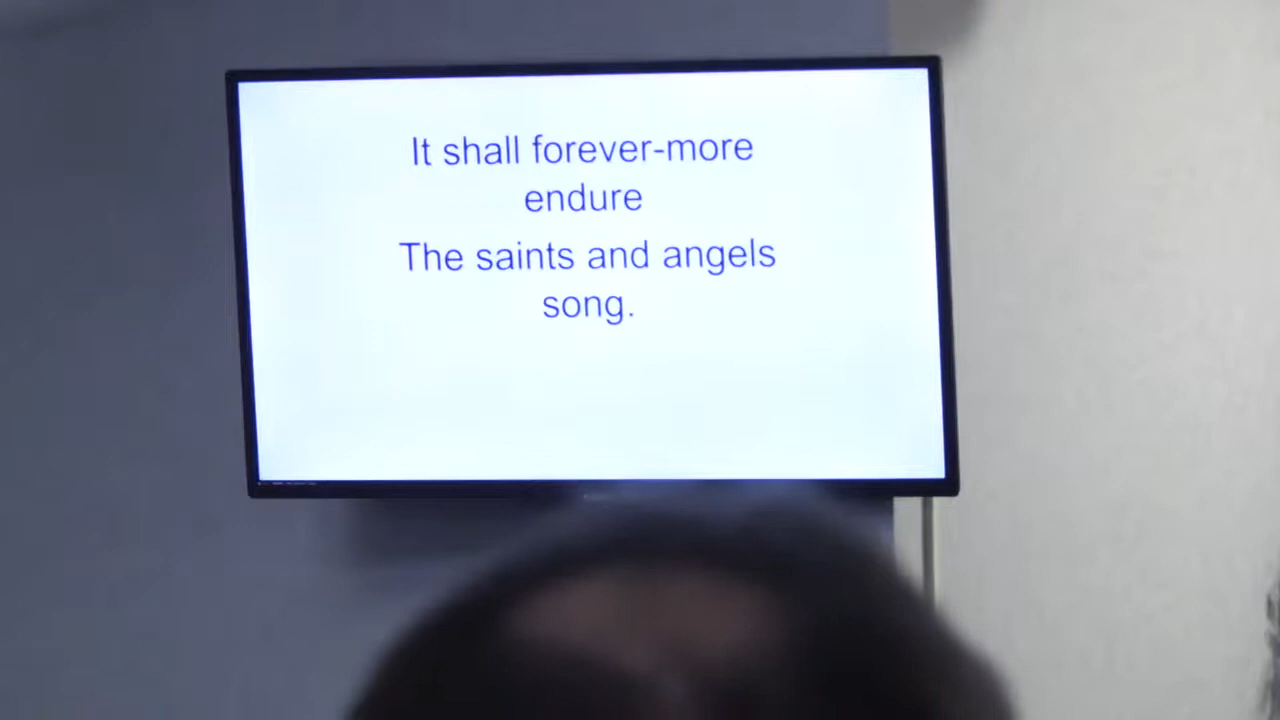 It shall forever-more
endure
The saints and angels
song.